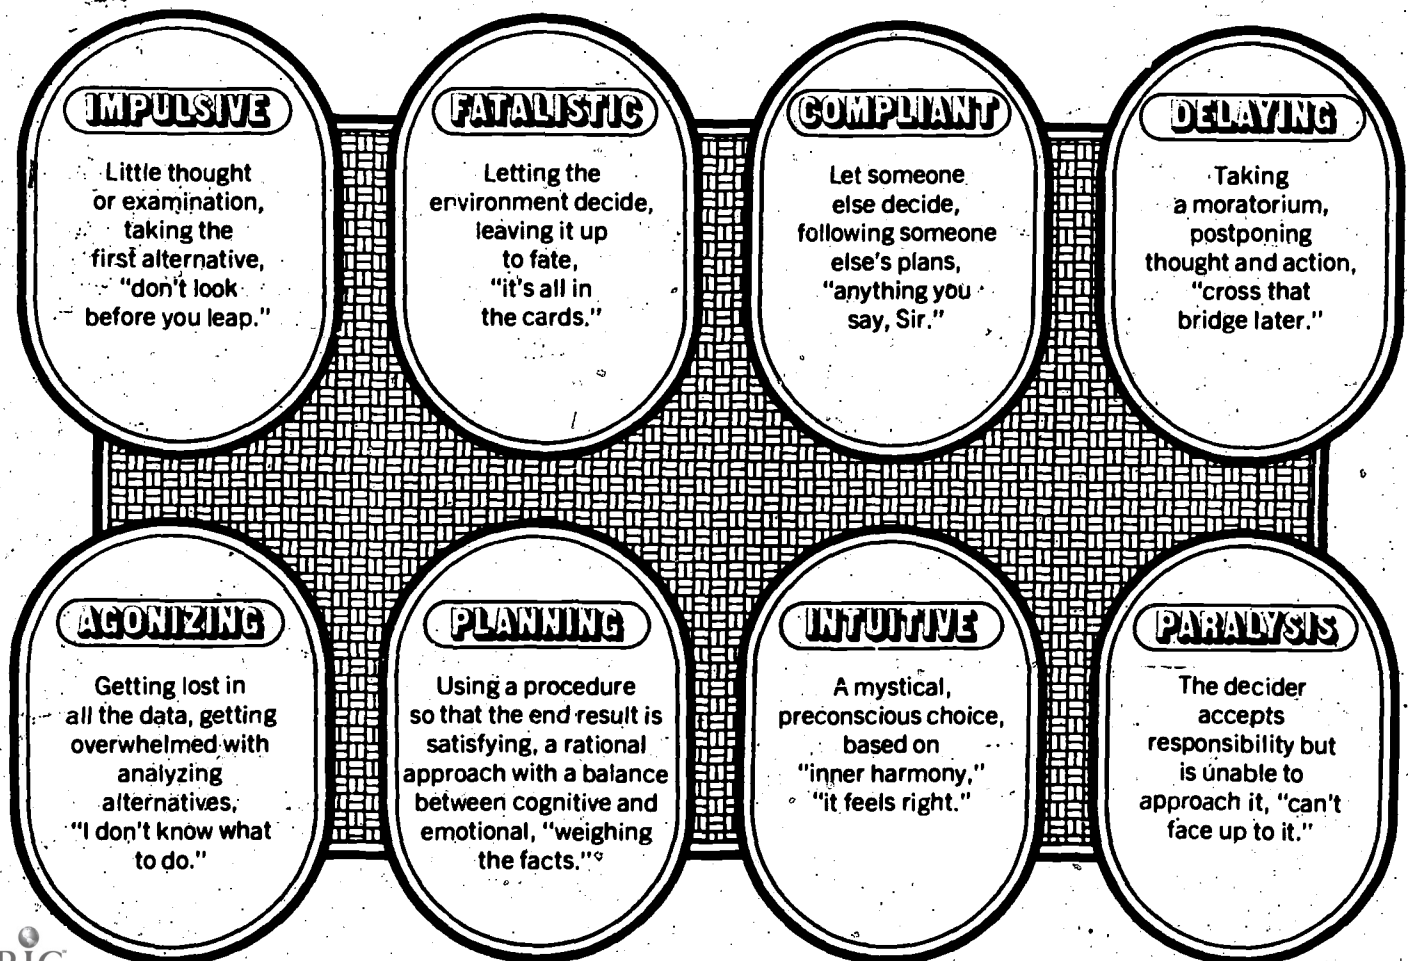 IMPULSIVE
Little thought
or examination,
taking the
first alternative,
"don't look
before you leap."
FATALISTIC
Letting the
environment decide,
leaving it up
to fate,
"it's all in
the cards."
COMPLIANT
Let someone
else decide,
following someone
else's plans,
"anything you
say, Sir."
DELAYING
Taking
a moratorium,
postponing
thought and action,
"cross that
bridge later."
AGONIZING
Getting lost in
all the data, getting
overwhelmed with
analyzing
alternatives,
"I don't know what
to do."
PLANNING
Using a procedure
so that the end result is
satisfying, a rational
approach with a balance
between cognitive and
emotional, "weighing
the facts."
INTUITIVE
A mystical,
preconscious choice,
based on
"inner harmony,"
"it feels right."
PARALYSIS
The decider
accepts
responsibility but
is unable to
approach it, "can't
face up to it."